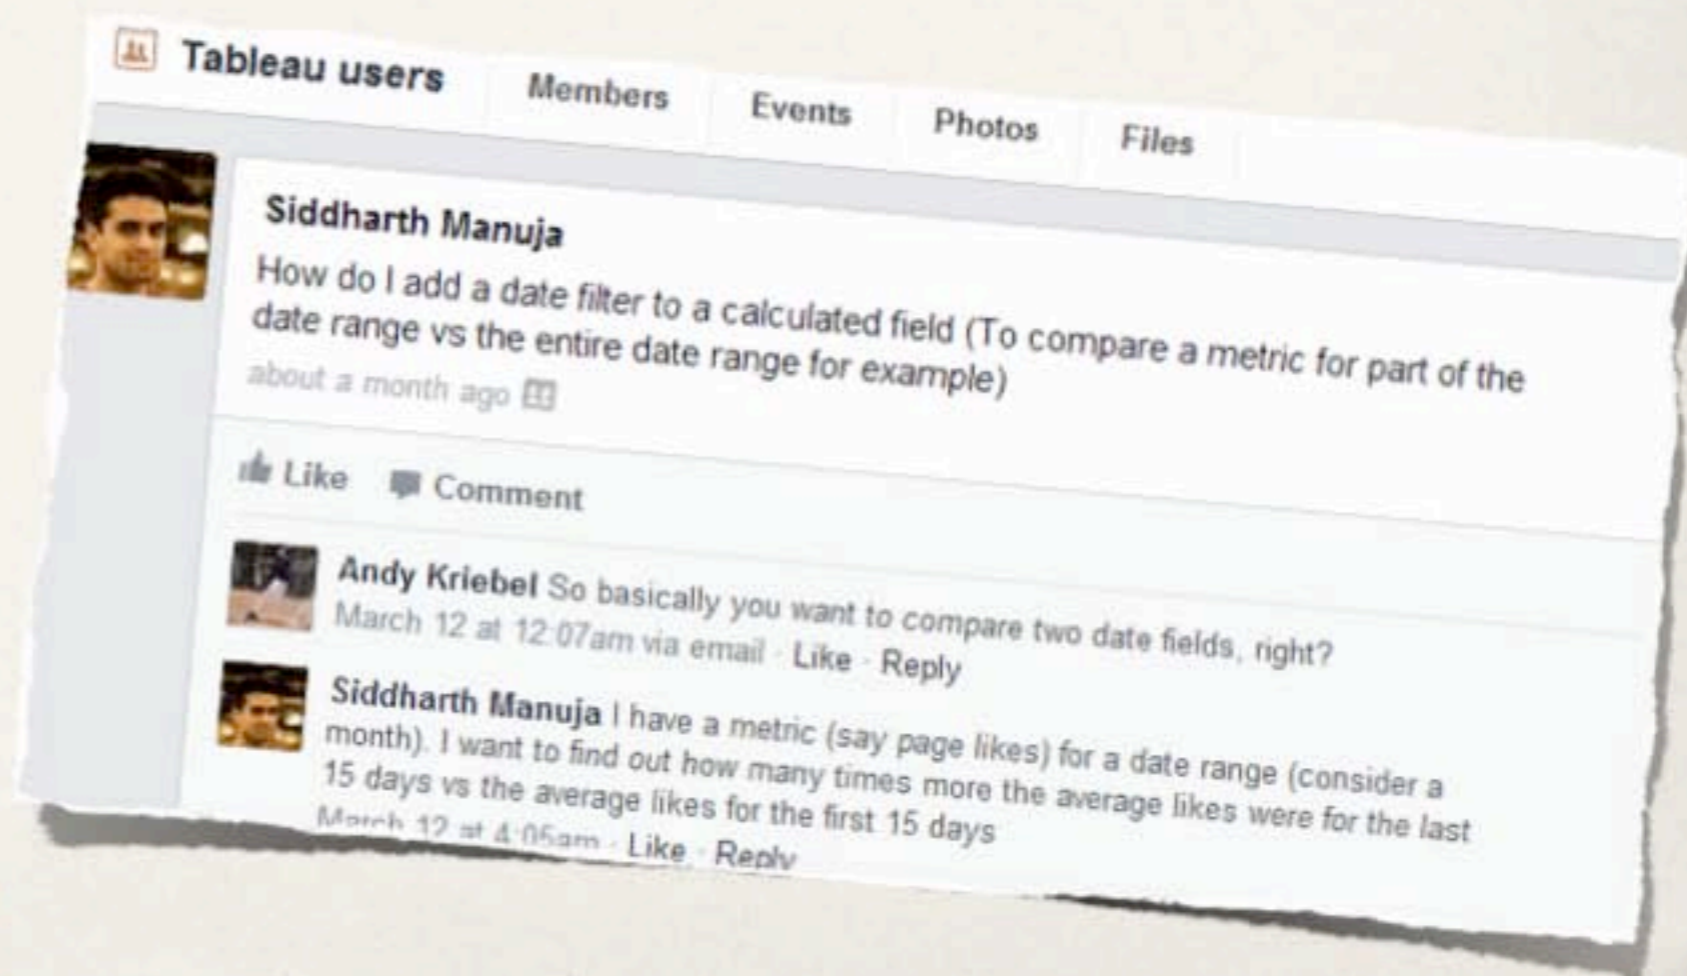 Tableau users Members Events Photos Files
Siddharth Manuja
How do I add a date filter to a calculated field (To compare a metric for part of the
date range vs the entire date range for example)
about a month ago
Like Comment
Andy Kriebel So basically you want to compare two date fields, right?
March 12 at 12:07am via email · Like · Reply
Siddharth Manuja I have a metric (say page likes) for a date range (consider a
month). I want to find out how many times more the average likes were for the last
15 days vs the average likes for the first 15 days
March 12 at 4:05am · Like · Reply